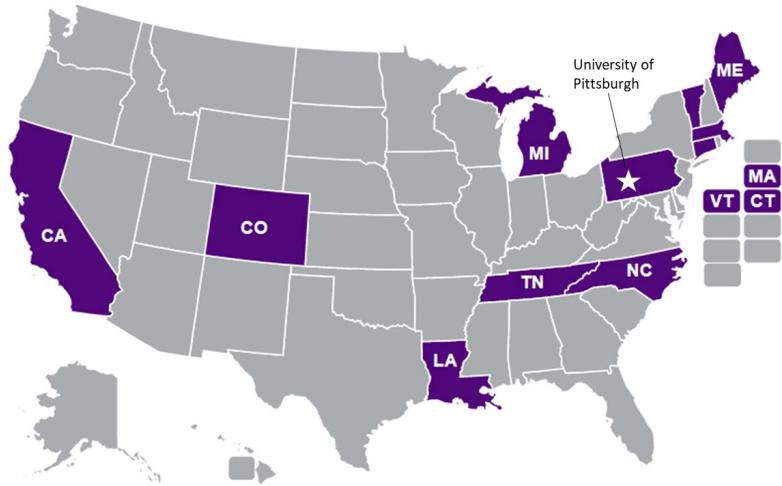 University of
Pittsburgh
ME
MI
MA
VT
CT
CA
CO
TN
NC
LA